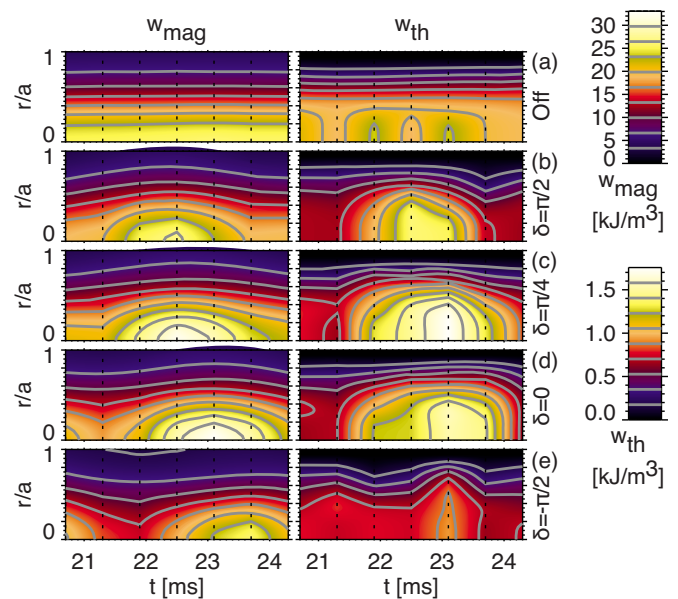 w_mag w_th
r/a 1 0 (a) Off
r/a 1 0 (b) δ=π/2
r/a 1 0 (c) δ=π/4
r/a 1 0 (d) δ=0
r/a 1 0 (e) δ=-π/2
21 22 23 24 21 22 23 24
t [ms] t [ms]
30
25
20
15
10
5
0
w_mag
[kJ/m³]
1.5
1.0
0.5
0.0
w_th
[kJ/m³]